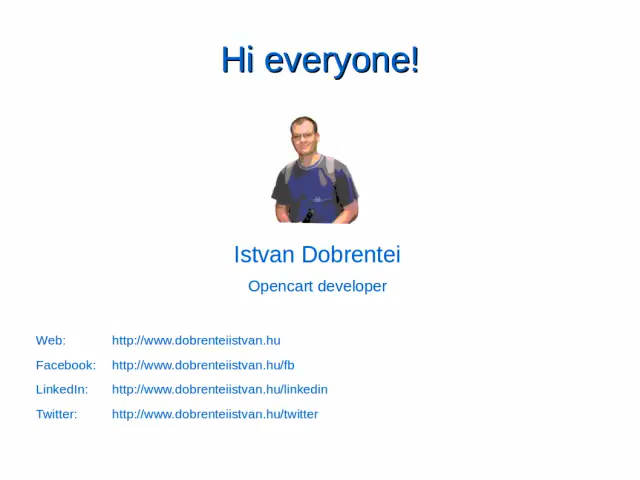 Hi everyone!
Istvan Dobrentei
Opencart developer
Web: http://www.dobrenteiistvan.hu
Facebook: http://www.dobrenteiistvan.hu/fb
LinkedIn: http://www.dobrenteiistvan.hu/linkedin
Twitter: http://www.dobrenteiistvan.hu/twitter